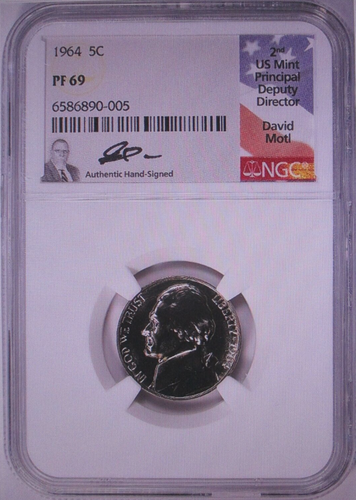 1964 5C
PF 69
6586890-005
Authentic Hand-Signed
2nd
US Mint
Principal
Deputy
Director
David
Motl
NGC
IN GOD WE TRUST
LIBERTY 1964